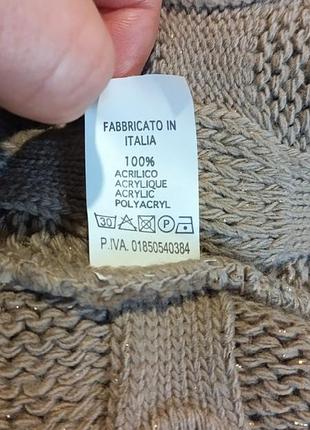 FABBRICATO IN
ITALIA
100%
ACRILICO
ACRYLIQUE
ACRYLIC
POLYACRYL
30 P
P.IVA. 01850540384